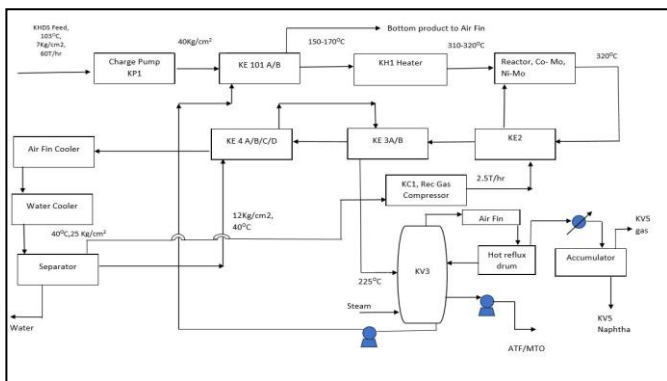 KHDS Feed,
103°C,
7Kg/cm2,
60T/hr
Charge Pump
KP1
40Kg/cm²
KE 101 A/B
Bottom product to Air Fin
150-170°C
KH1 Heater
310-320°C
Reactor, Co- Mo,
Ni-Mo
320°C
Air Fin Cooler
KE 4 A/B/C/D
KE 3A/B
KE2
Water Cooler
KC1, Rec Gas
Compressor
2.5T/hr
40°C,25 Kg/cm²
12Kg/cm2,
40°C
Separator
Water
225°C
Steam
KV3
Air Fin
Hot reflux
drum
Accumulator
KV5
gas
KV5
Naphtha
ATF/MTO